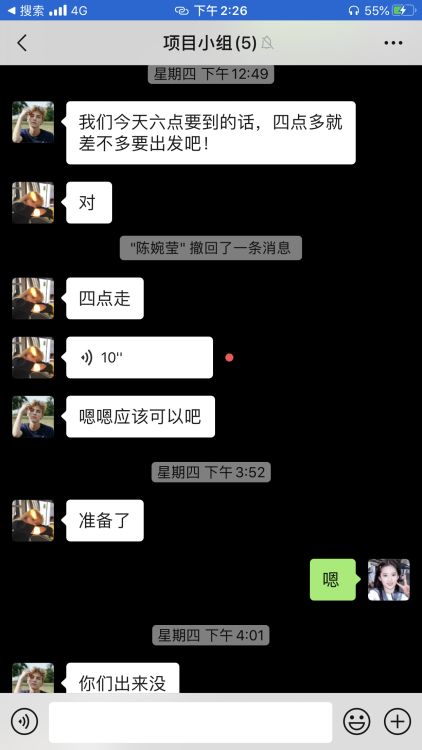 搜索 4G 下午2:26 55%
项目小组(5)
星期四 下午12:49
我们今天六点要到的话，四点多就
差不多要出发吧！
对
"陈婉莹" 撤回了一条消息
四点走
10"
嗯嗯应该可以吧
星期四 下午3:52
准备了
嗯
星期四 下午4:01
你们出来没